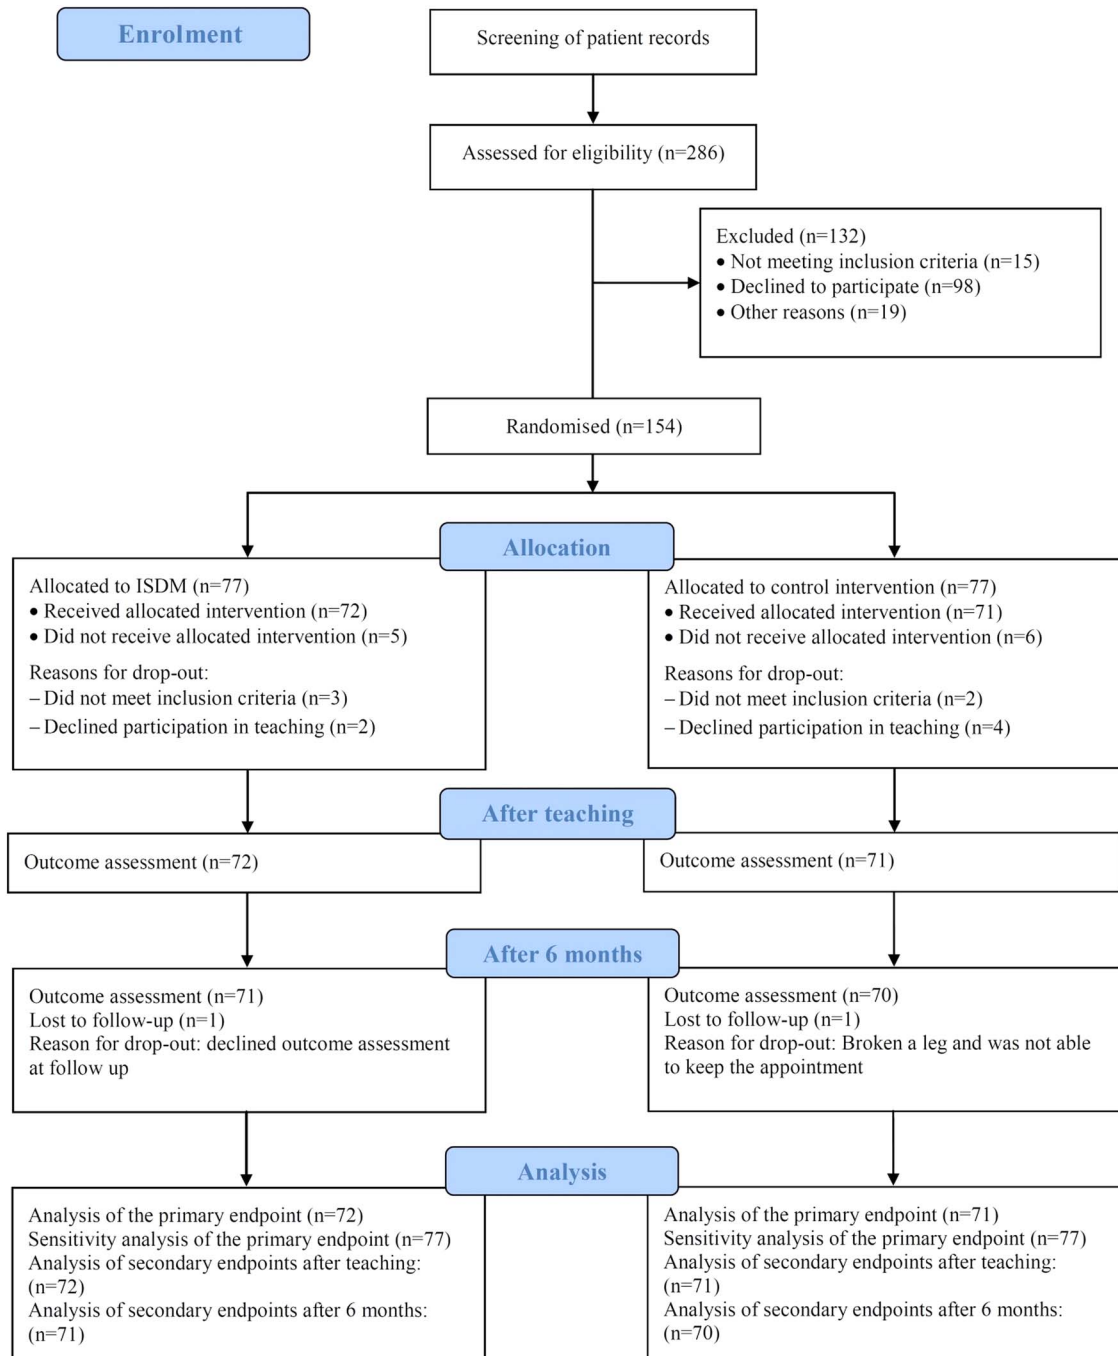 Enrolment
Screening of patient records
Assessed for eligibility (n=286)
Excluded (n=132)
• Not meeting inclusion criteria (n=15)
• Declined to participate (n=98)
• Other reasons (n=19)
Randomised (n=154)
Allocation
Allocated to ISDM (n=77)
• Received allocated intervention (n=72)
• Did not receive allocated intervention (n=5)
Reasons for drop-out:
– Did not meet inclusion criteria (n=3)
– Declined participation in teaching (n=2)
Allocated to control intervention (n=77)
• Received allocated intervention (n=71)
• Did not receive allocated intervention (n=6)
Reasons for drop-out:
– Did not meet inclusion criteria (n=2)
– Declined participation in teaching (n=4)
After teaching
Outcome assessment (n=72)
Outcome assessment (n=71)
After 6 months
Outcome assessment (n=71)
Lost to follow-up (n=1)
Reason for drop-out: declined outcome assessment
at follow up
Outcome assessment (n=70)
Lost to follow-up (n=1)
Reason for drop-out: Broken a leg and was not able
to keep the appointment
Analysis
Analysis of the primary endpoint (n=72)
Sensitivity analysis of the primary endpoint (n=77)
Analysis of secondary endpoints after teaching:
(n=72)
Analysis of secondary endpoints after 6 months:
(n=71)
Analysis of the primary endpoint (n=71)
Sensitivity analysis of the primary endpoint (n=77)
Analysis of secondary endpoints after teaching:
(n=71)
Analysis of secondary endpoints after 6 months:
(n=70)